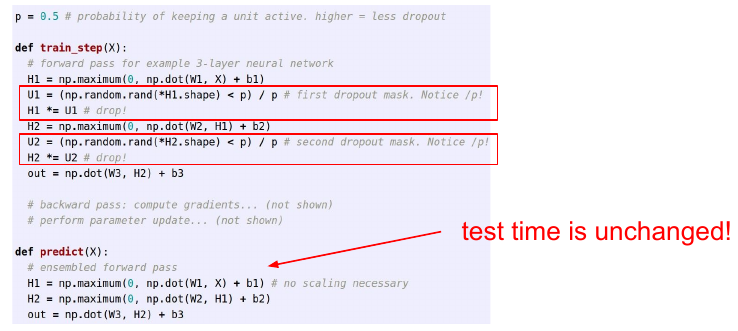 p = 0.5 # probability of keeping a unit active. higher = less dropout
def train_step(X):
# forward pass for example 3-layer neural network
H1 = np.maximum(0, np.dot(W1, X) + b1)
U1 = (np.random.rand(*H1.shape) < p) / p # first dropout mask. Notice /p!
H1 *= U1 # drop!
H2 = np.maximum(0, np.dot(W2, H1) + b2)
U2 = (np.random.rand(*H2.shape) < p) / p # second dropout mask. Notice /p!
H2 *= U2 # drop!
out = np.dot(W3, H2) + b3
# backward pass: compute gradients... (not shown)
# perform parameter update... (not shown)
test time is unchanged!
def predict(X):
# ensembled forward pass
H1 = np.maximum(0, np.dot(W1, X) + b1) # no scaling necessary
H2 = np.maximum(0, np.dot(W2, H1) + b2)
out = np.dot(W3, H2) + b3